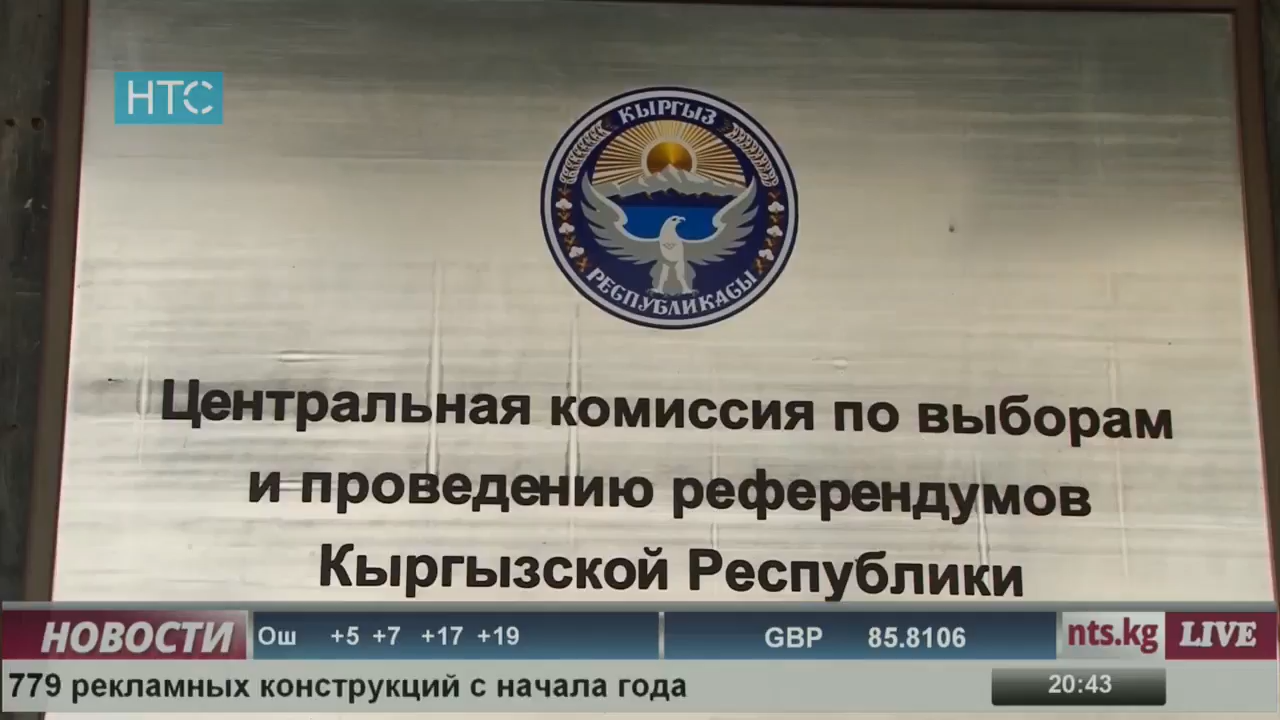 НТС
КЫРГЫЗ
РЕСПУБЛИКАСЫ
Центральная комиссия по выборам
и проведению референдумов
Кыргызской Республики
НОВОСТИ Ош +5 +7 +17 +19 GBP 85.8106 nts.kg LIVE
779 рекламных конструкций с начала года 20:43